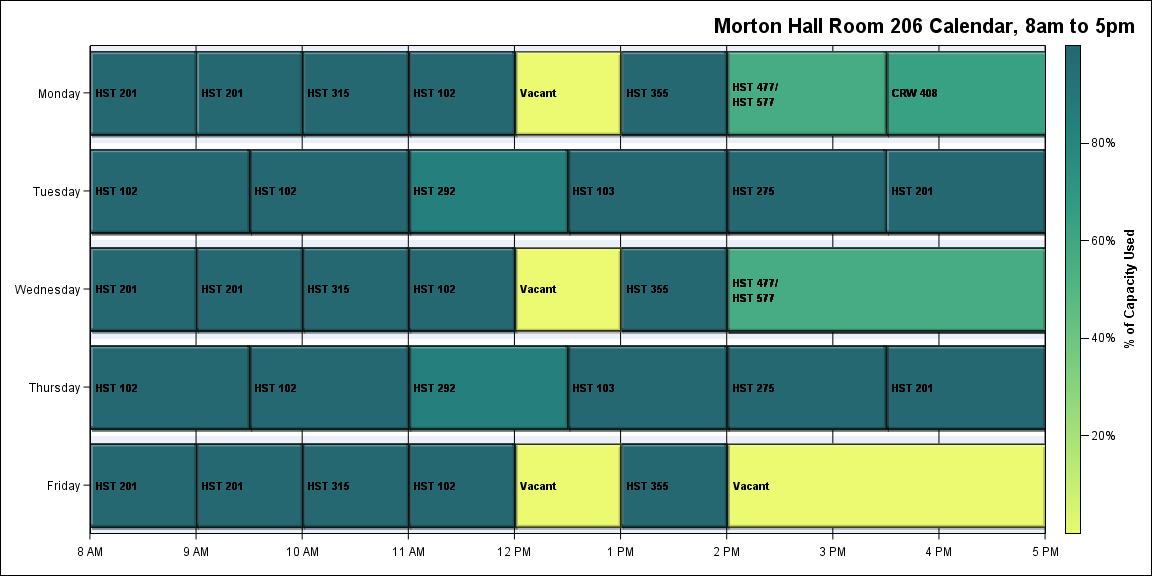 Morton Hall Room 206 Calendar, 8am to 5pm
Monday
HST 201
HST 201
HST 315
HST 102
Vacant
HST 355
HST 477/
HST 577
CRW 408
Tuesday
HST 102
HST 102
HST 292
HST 103
HST 275
HST 201
Wednesday
HST 201
HST 201
HST 315
HST 102
Vacant
HST 355
HST 477/
HST 577
Thursday
HST 102
HST 102
HST 292
HST 103
HST 275
HST 201
Friday
HST 201
HST 201
HST 315
HST 102
Vacant
HST 355
Vacant
8 AM
9 AM
10 AM
11 AM
12 PM
1 PM
2 PM
3 PM
4 PM
5 PM
80%
60%
40%
20%
% of Capacity Used